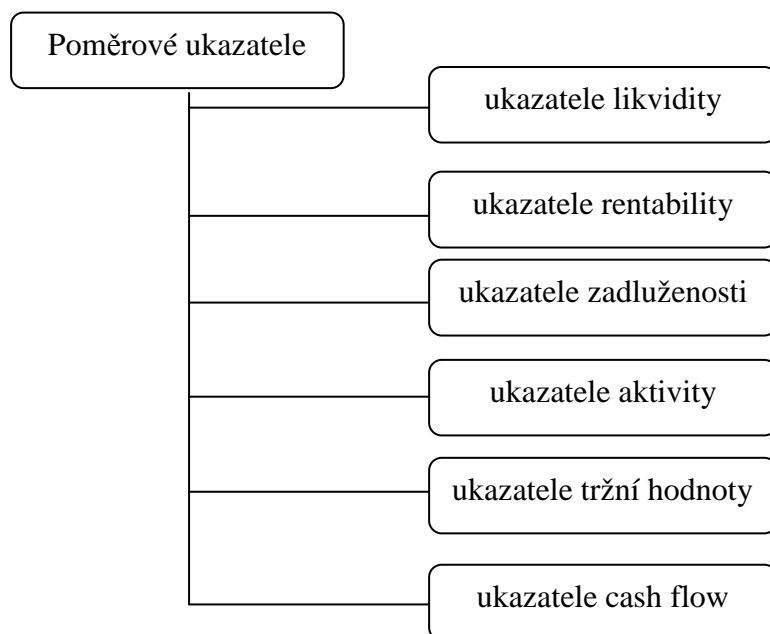 Poměrové ukazatele
ukazatele likvidity
ukazatele rentability
ukazatele zadluženosti
ukazatele aktivity
ukazatele tržní hodnoty
ukazatele cash flow